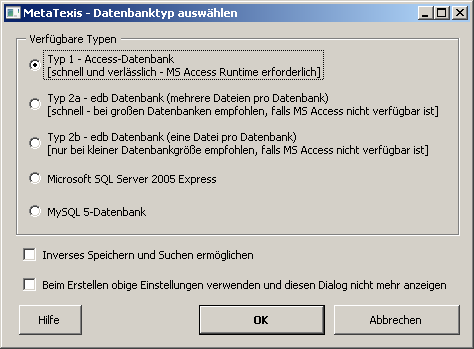 MetaTexis - Datenbanktyp auswählen
Verfügbare Typen
Typ 1 - Access-Datenbank
[schnell und verlässlich - MS Access Runtime erforderlich]
Typ 2a - edb Datenbank (mehrere Dateien pro Datenbank)
[schnell - bei großen Datenbanken empfohlen, falls MS Access nicht verfügbar ist]
Typ 2b - edb Datenbank (eine Datei pro Datenbank)
[nur bei kleiner Datenbankgröße empfohlen, falls MS Access nicht verfügbar ist]
Microsoft SQL Server 2005 Express
MySQL 5-Datenbank
Inverses Speichern und Suchen ermöglichen
Beim Erstellen obige Einstellungen verwenden und diesen Dialog nicht mehr anzeigen
Hilfe OK Abbrechen